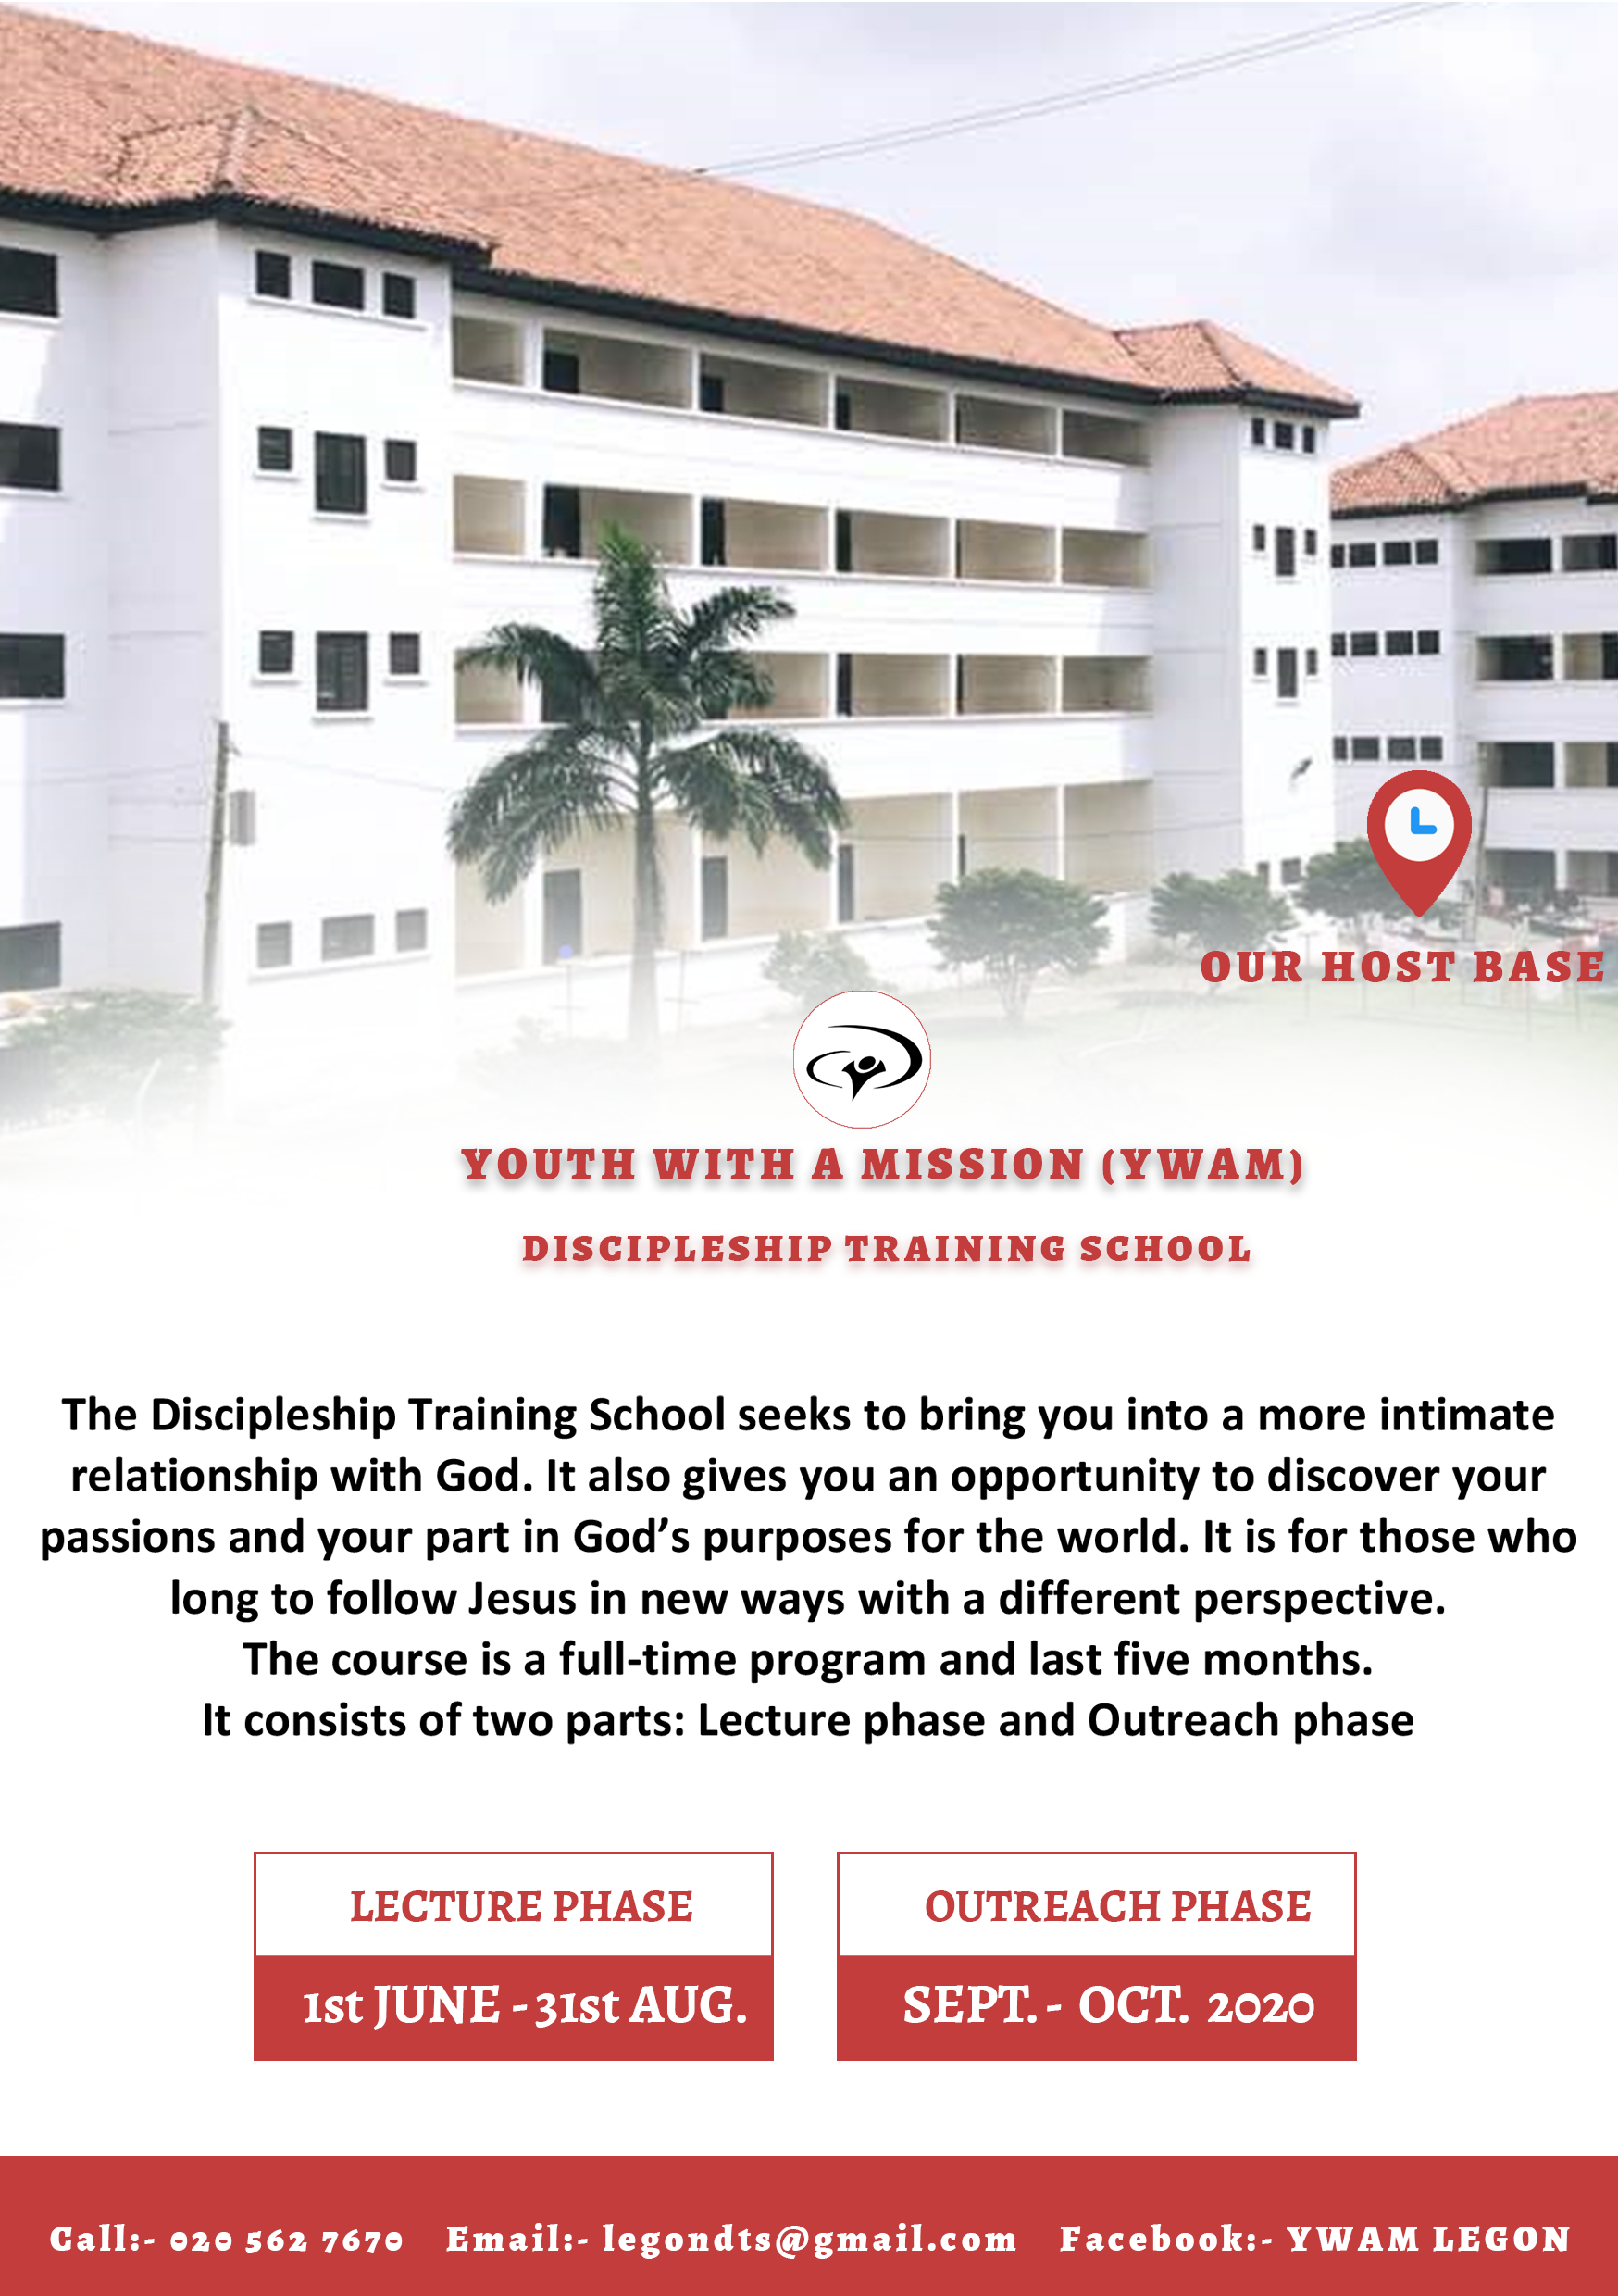 OUR HOST BASE
YOUTH WITH A MISSION (YWAM)
DISCIPLESHIP TRAINING SCHOOL
The Discipleship Training School seeks to bring you into a more intimate
relationship with God. It also gives you an opportunity to discover your
passions and your part in God’s purposes for the world. It is for those who
long to follow Jesus in new ways with a different perspective.
The course is a full-time program and last five months.
It consists of two parts: Lecture phase and Outreach phase
LECTURE PHASE
1st JUNE - 31st AUG.
OUTREACH PHASE
SEPT. - OCT. 2020
Call:- 020 562 7670 Email:- legondts@gmail.com Facebook:- YWAM LEGON